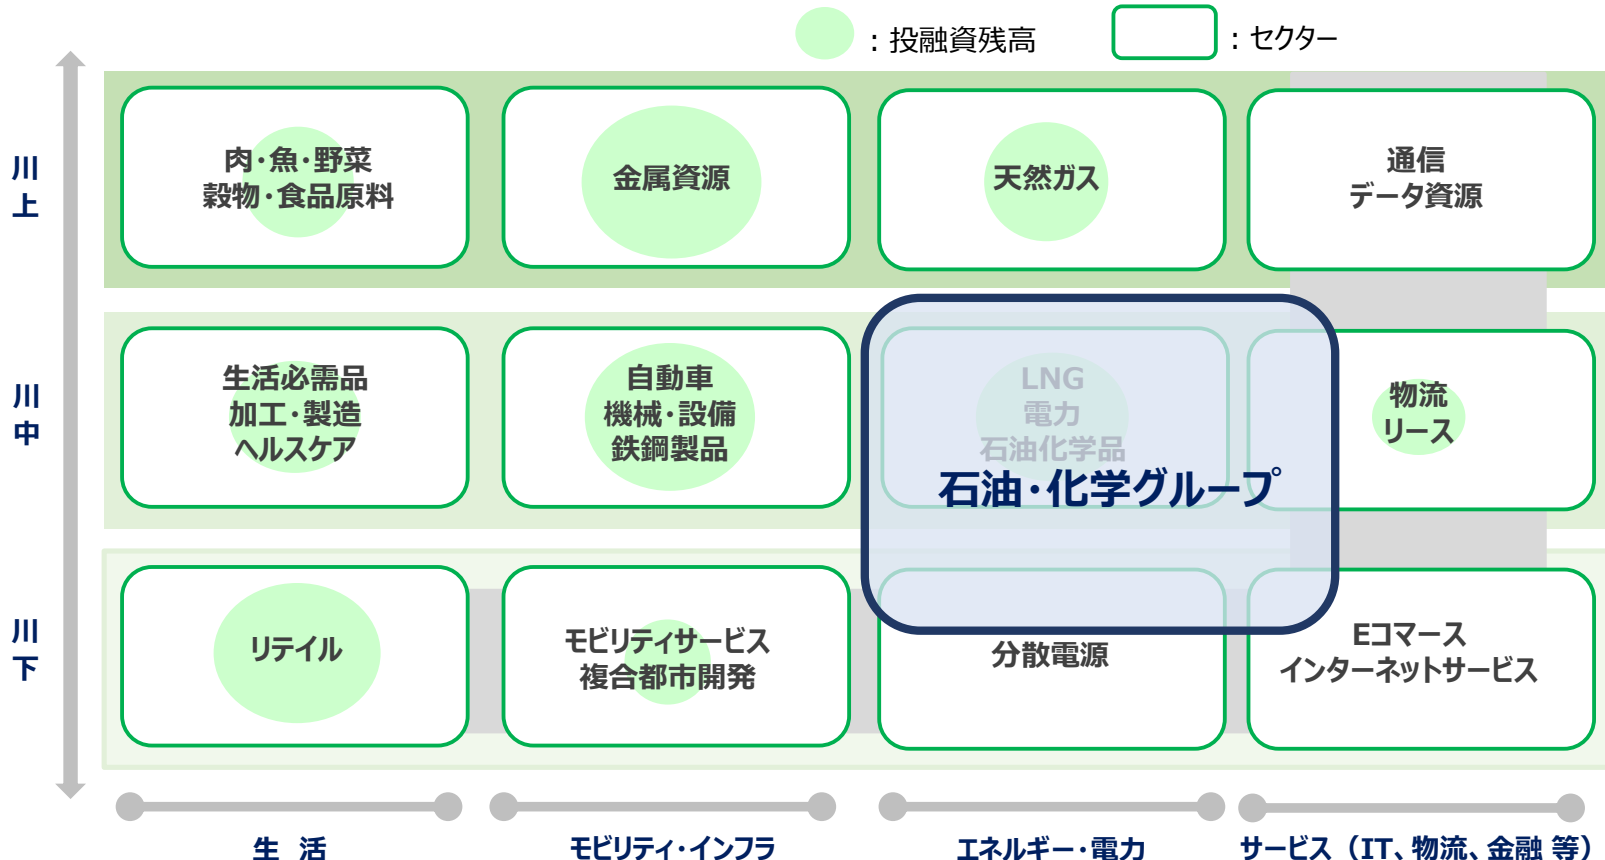 ：投融資残高
：セクター
川上
肉・魚・野菜
穀物・食品原料
金属資源
天然ガス
通信
データ資源
川中
生活必需品
加工・製造
ヘルスケア
自動車
機械・設備
鉄鋼製品
LNG
電力
石油化学品
石油・化学グループ
物流
リース
川下
リテイル
モビリティサービス
複合都市開発
分散電源
Eコマース
インターネットサービス
生 活
モビリティ・インフラ
エネルギー・電力
サービス（IT、物流、金融 等）